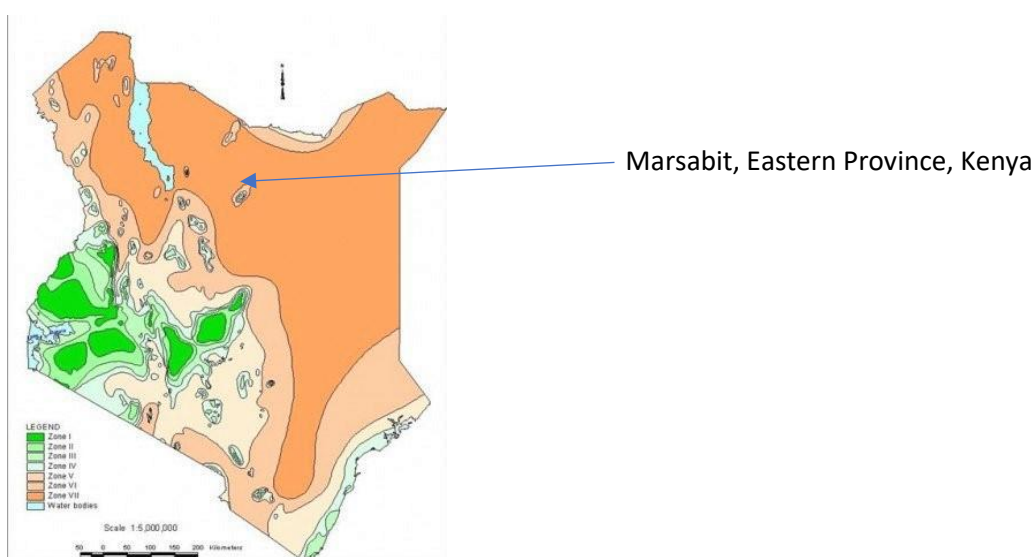 Marsabit, Eastern Province, Kenya
LEGEND
Zone I
Zone II
Zone III
Zone IV
Zone V
Zone VI
Zone VII
Water bodies
Scale 1:5,000,000
50 0 50 100 150 200 Kilometers